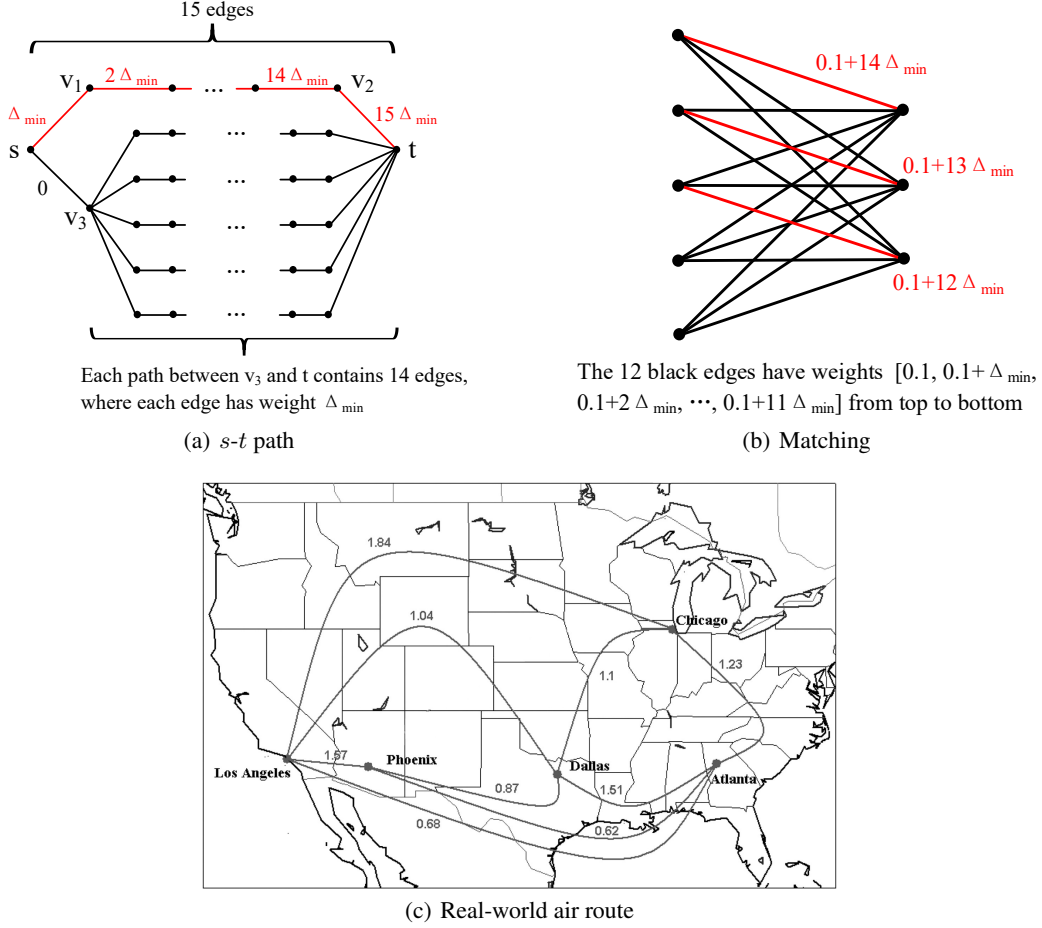 15 edges
v₁
2 Δ min
...
14 Δ min
v₂
Δ min
15 Δ min
s
...
t
0
...
v₃
...
...
...
Each path between v₃ and t contains 14 edges,
where each edge has weight Δ min
(a) s-t path
0.1+14 Δ min
0.1+13 Δ min
0.1+12 Δ min
The 12 black edges have weights [0.1, 0.1+ Δ min,
0.1+2 Δ min, ⋯, 0.1+11 Δ min] from top to bottom
(b) Matching
1.84
1.04
Chicago
1.23
1.1
1.57
Phoenix
Los Angeles
Dallas
Atlanta
0.87
1.51
0.62
0.68
(c) Real-world air route